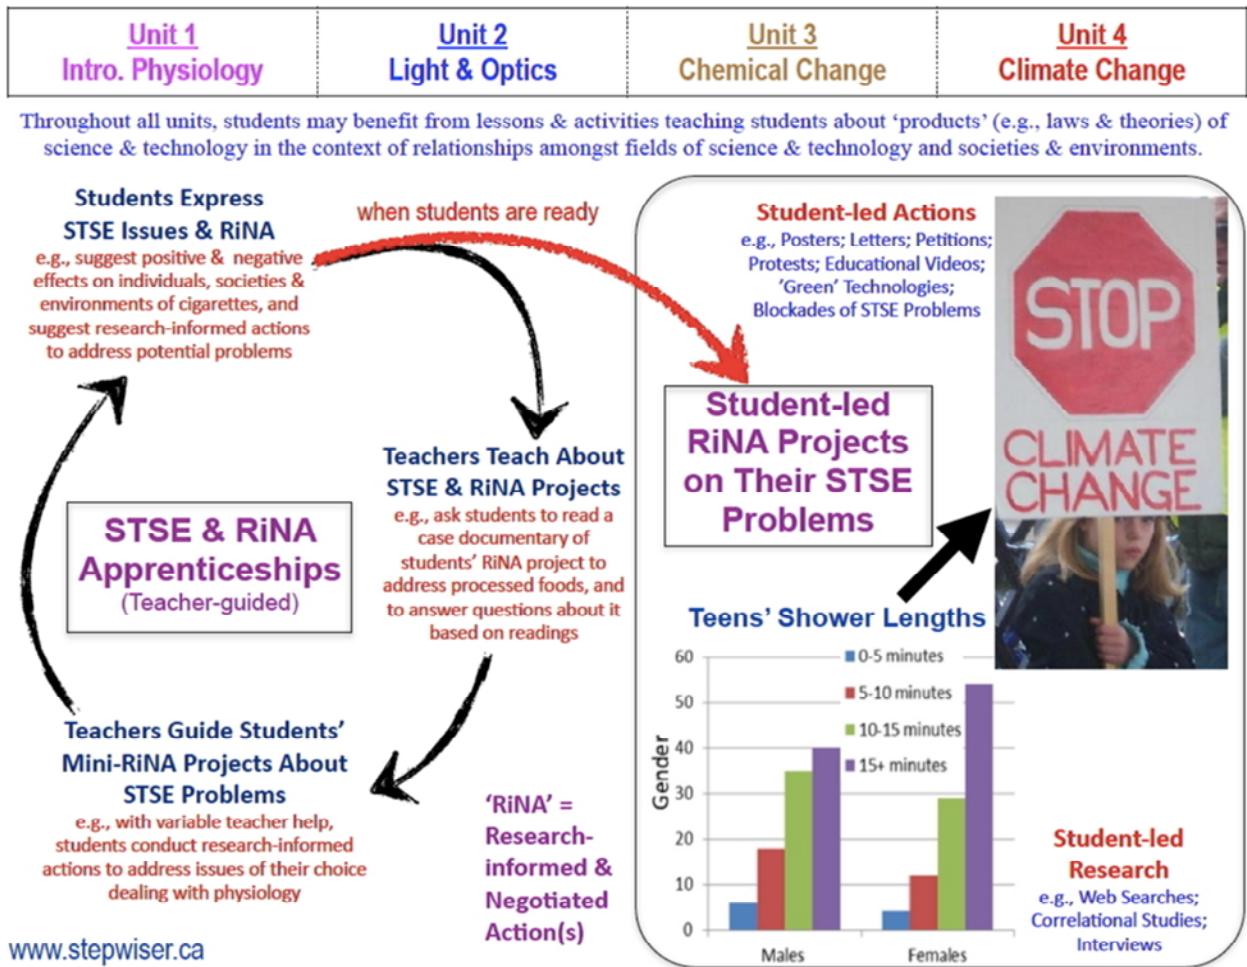 Unit 1
Intro. Physiology
Unit 2
Light & Optics
Unit 3
Chemical Change
Unit 4
Climate Change
Throughout all units, students may benefit from lessons & activities teaching students about ‘products’ (e.g., laws & theories) of
science & technology in the context of relationships amongst fields of science & technology and societies & environments.
Students Express
STSE Issues & RiNA
e.g., suggest positive & negative
effects on individuals, societies &
environments of cigarettes, and
suggest research-informed actions
to address potential problems
when students are ready
Teachers Teach About
STSE & RiNA Projects
e.g., ask students to read a
case documentary of
students’ RiNA project to
address processed foods, and
to answer questions about it
based on readings
STSE & RiNA
Apprenticeships
(Teacher-guided)
Teachers Guide Students’
Mini-RiNA Projects About
STSE Problems
e.g., with variable teacher help,
students conduct research-informed
actions to address issues of their choice
dealing with physiology
‘RiNA’ =
Research-
informed &
Negotiated
Action(s)
www.stepwiser.ca
Student-led Actions
e.g., Posters; Letters; Petitions;
Protests; Educational Videos;
‘Green’ Technologies;
Blockades of STSE Problems
STOP
CLIMATE
CHANGE
Student-led
RiNA Projects
on Their STSE
Problems
Teens’ Shower Lengths
60
50
40
30
20
10
0
Gender
0-5 minutes
5-10 minutes
10-15 minutes
15+ minutes
Males
Females
Student-led
Research
e.g., Web Searches;
Correlational Studies;
Interviews